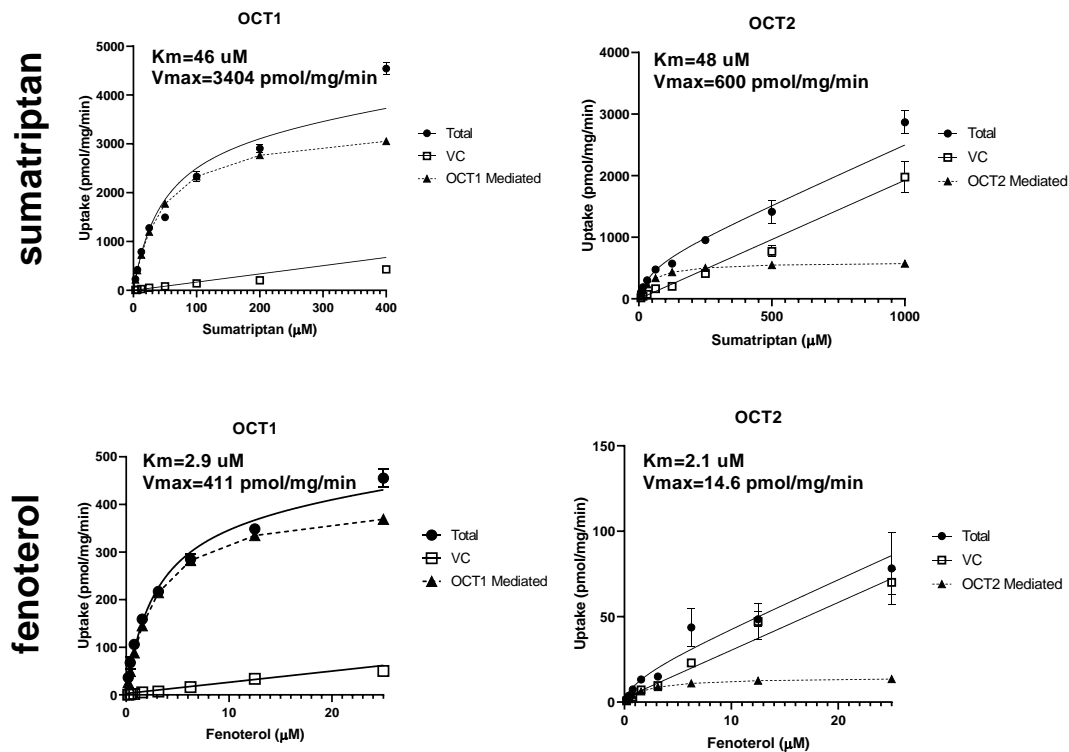 sumatriptan
OCT1
Km=46 uM
Vmax=3404 pmol/mg/min
5000
4000
3000
2000
1000
0
Uptake (pmol/mg/min)
0 100 200 300 400
Sumatriptan (μM)
Total
VC
OCT1 Mediated
OCT2
Km=48 uM
Vmax=600 pmol/mg/min
4000
3000
2000
1000
0
Uptake (pmol/mg/min)
0 500 1000
Sumatriptan (μM)
Total
VC
OCT2 Mediated
fenoterol
OCT1
Km=2.9 uM
Vmax=411 pmol/mg/min
500
400
300
200
100
0
Uptake (pmol/mg/min)
0 10 20
Fenoterol (μM)
Total
VC
OCT1 Mediated
OCT2
Km=2.1 uM
Vmax=14.6 pmol/mg/min
150
100
50
0
Uptake (pmol/mg/min)
0 10 20
Fenoterol (μM)
Total
VC
OCT2 Mediated